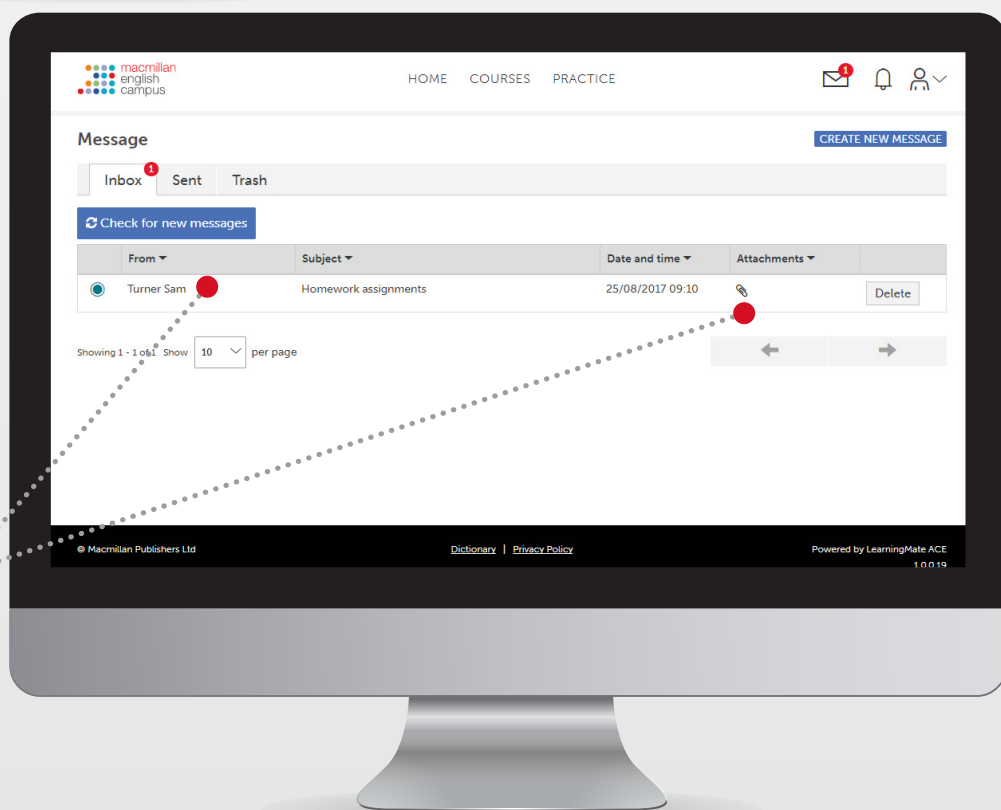 macmillan
english
campus
HOME COURSES PRACTICE
1
Message
CREATE NEW MESSAGE
Inbox 1 Sent Trash
Check for new messages
From Subject Date and time Attachments
Turner Sam Homework assignments 25/08/2017 09:10 Delete
Showing 1 - 1 of 1 Show 10 per page
© Macmillan Publishers Ltd Dictionary | Privacy Policy Powered by LearningMate ACE
1.0.0.19